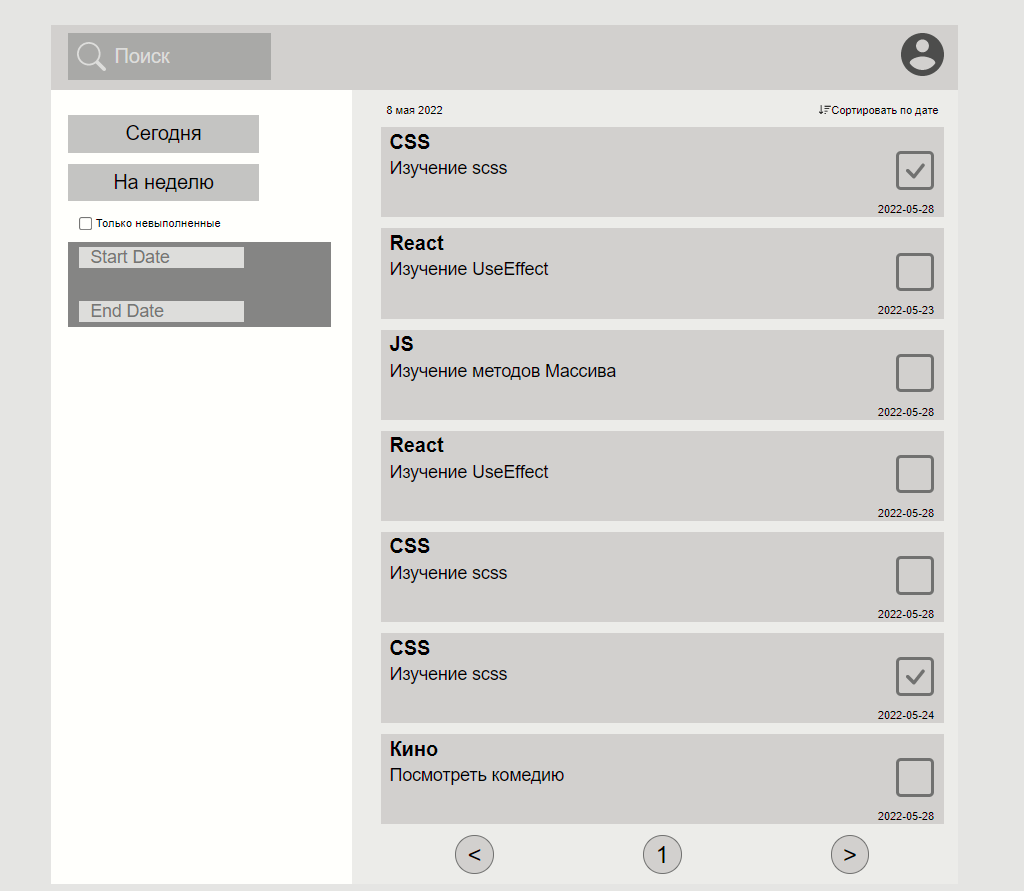 Поиск
Сегодня
На неделю
Только невыполненные
Start Date
End Date
8 мая 2022
Сортировать по дате
CSS
Изучение scss
2022-05-28
React
Изучение UseEffect
2022-05-23
JS
Изучение методов Массива
2022-05-28
React
Изучение UseEffect
2022-05-28
CSS
Изучение scss
2022-05-28
CSS
Изучение scss
2022-05-24
Кино
Посмотреть комедию
2022-05-28
< 1 >